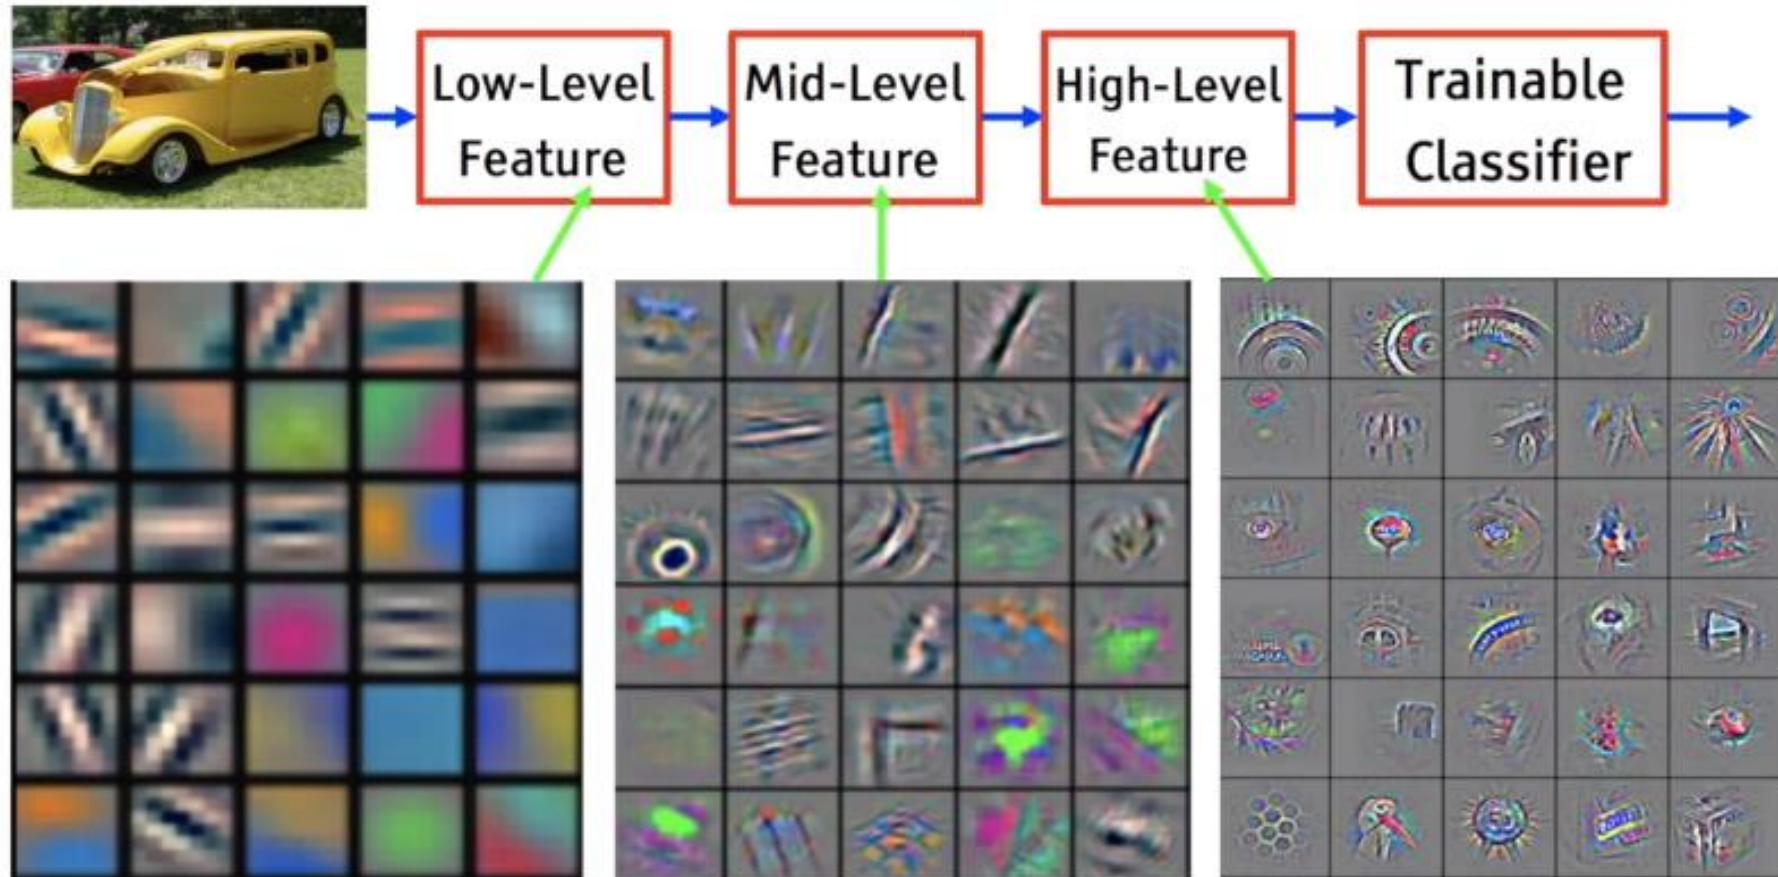 Low-Level
Feature
Mid-Level
Feature
High-Level
Feature
Trainable
Classifier